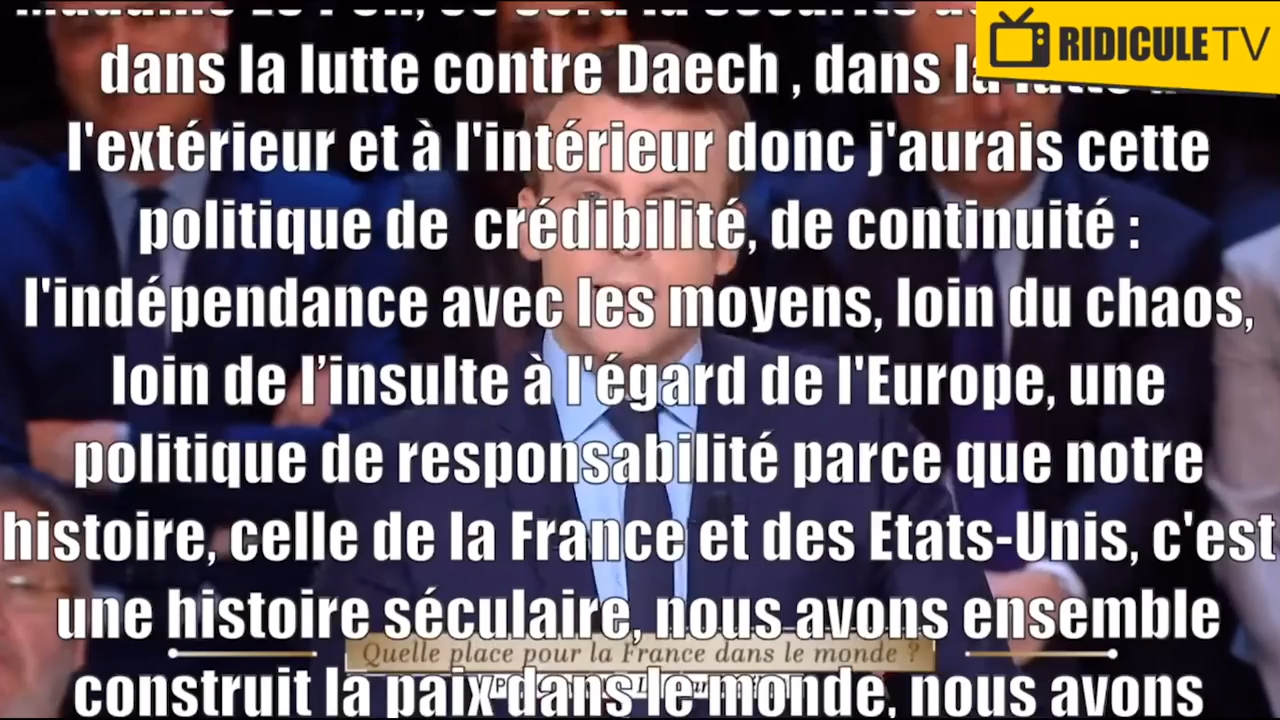 RIDICULE TV
dans la lutte contre Daech , dans la
l'extérieur et à l'intérieur donc j'aurais cette
politique de crédibilité, de continuité :
l'indépendance avec les moyens, loin du chaos,
loin de l’insulte à l'égard de l'Europe, une
politique de responsabilité parce que notre
histoire, celle de la France et des Etats-Unis, c'est
une histoire séculaire, nous avons ensemble
Quelle place pour la France dans le monde ?
construit la paix dans le monde, nous avons